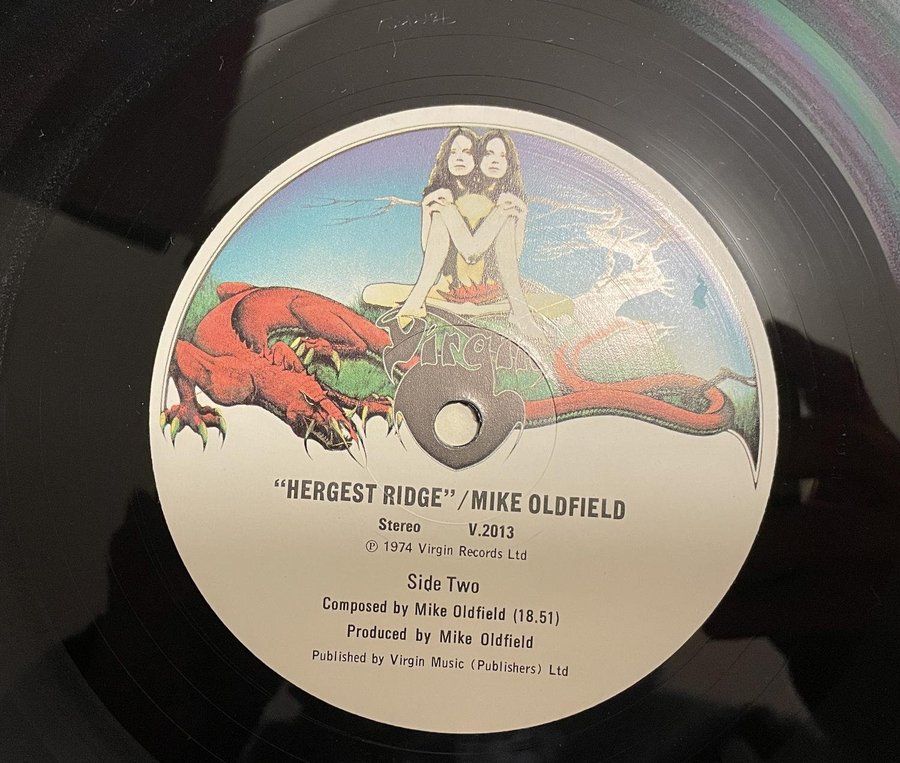 Virgin
"HERGEST RIDGE"/MIKE OLDFIELD
Stereo V.2013
℗ 1974 Virgin Records Ltd
Side Two
Composed by Mike Oldfield (18.51)
Produced by Mike Oldfield
Published by Virgin Music (Publishers) Ltd